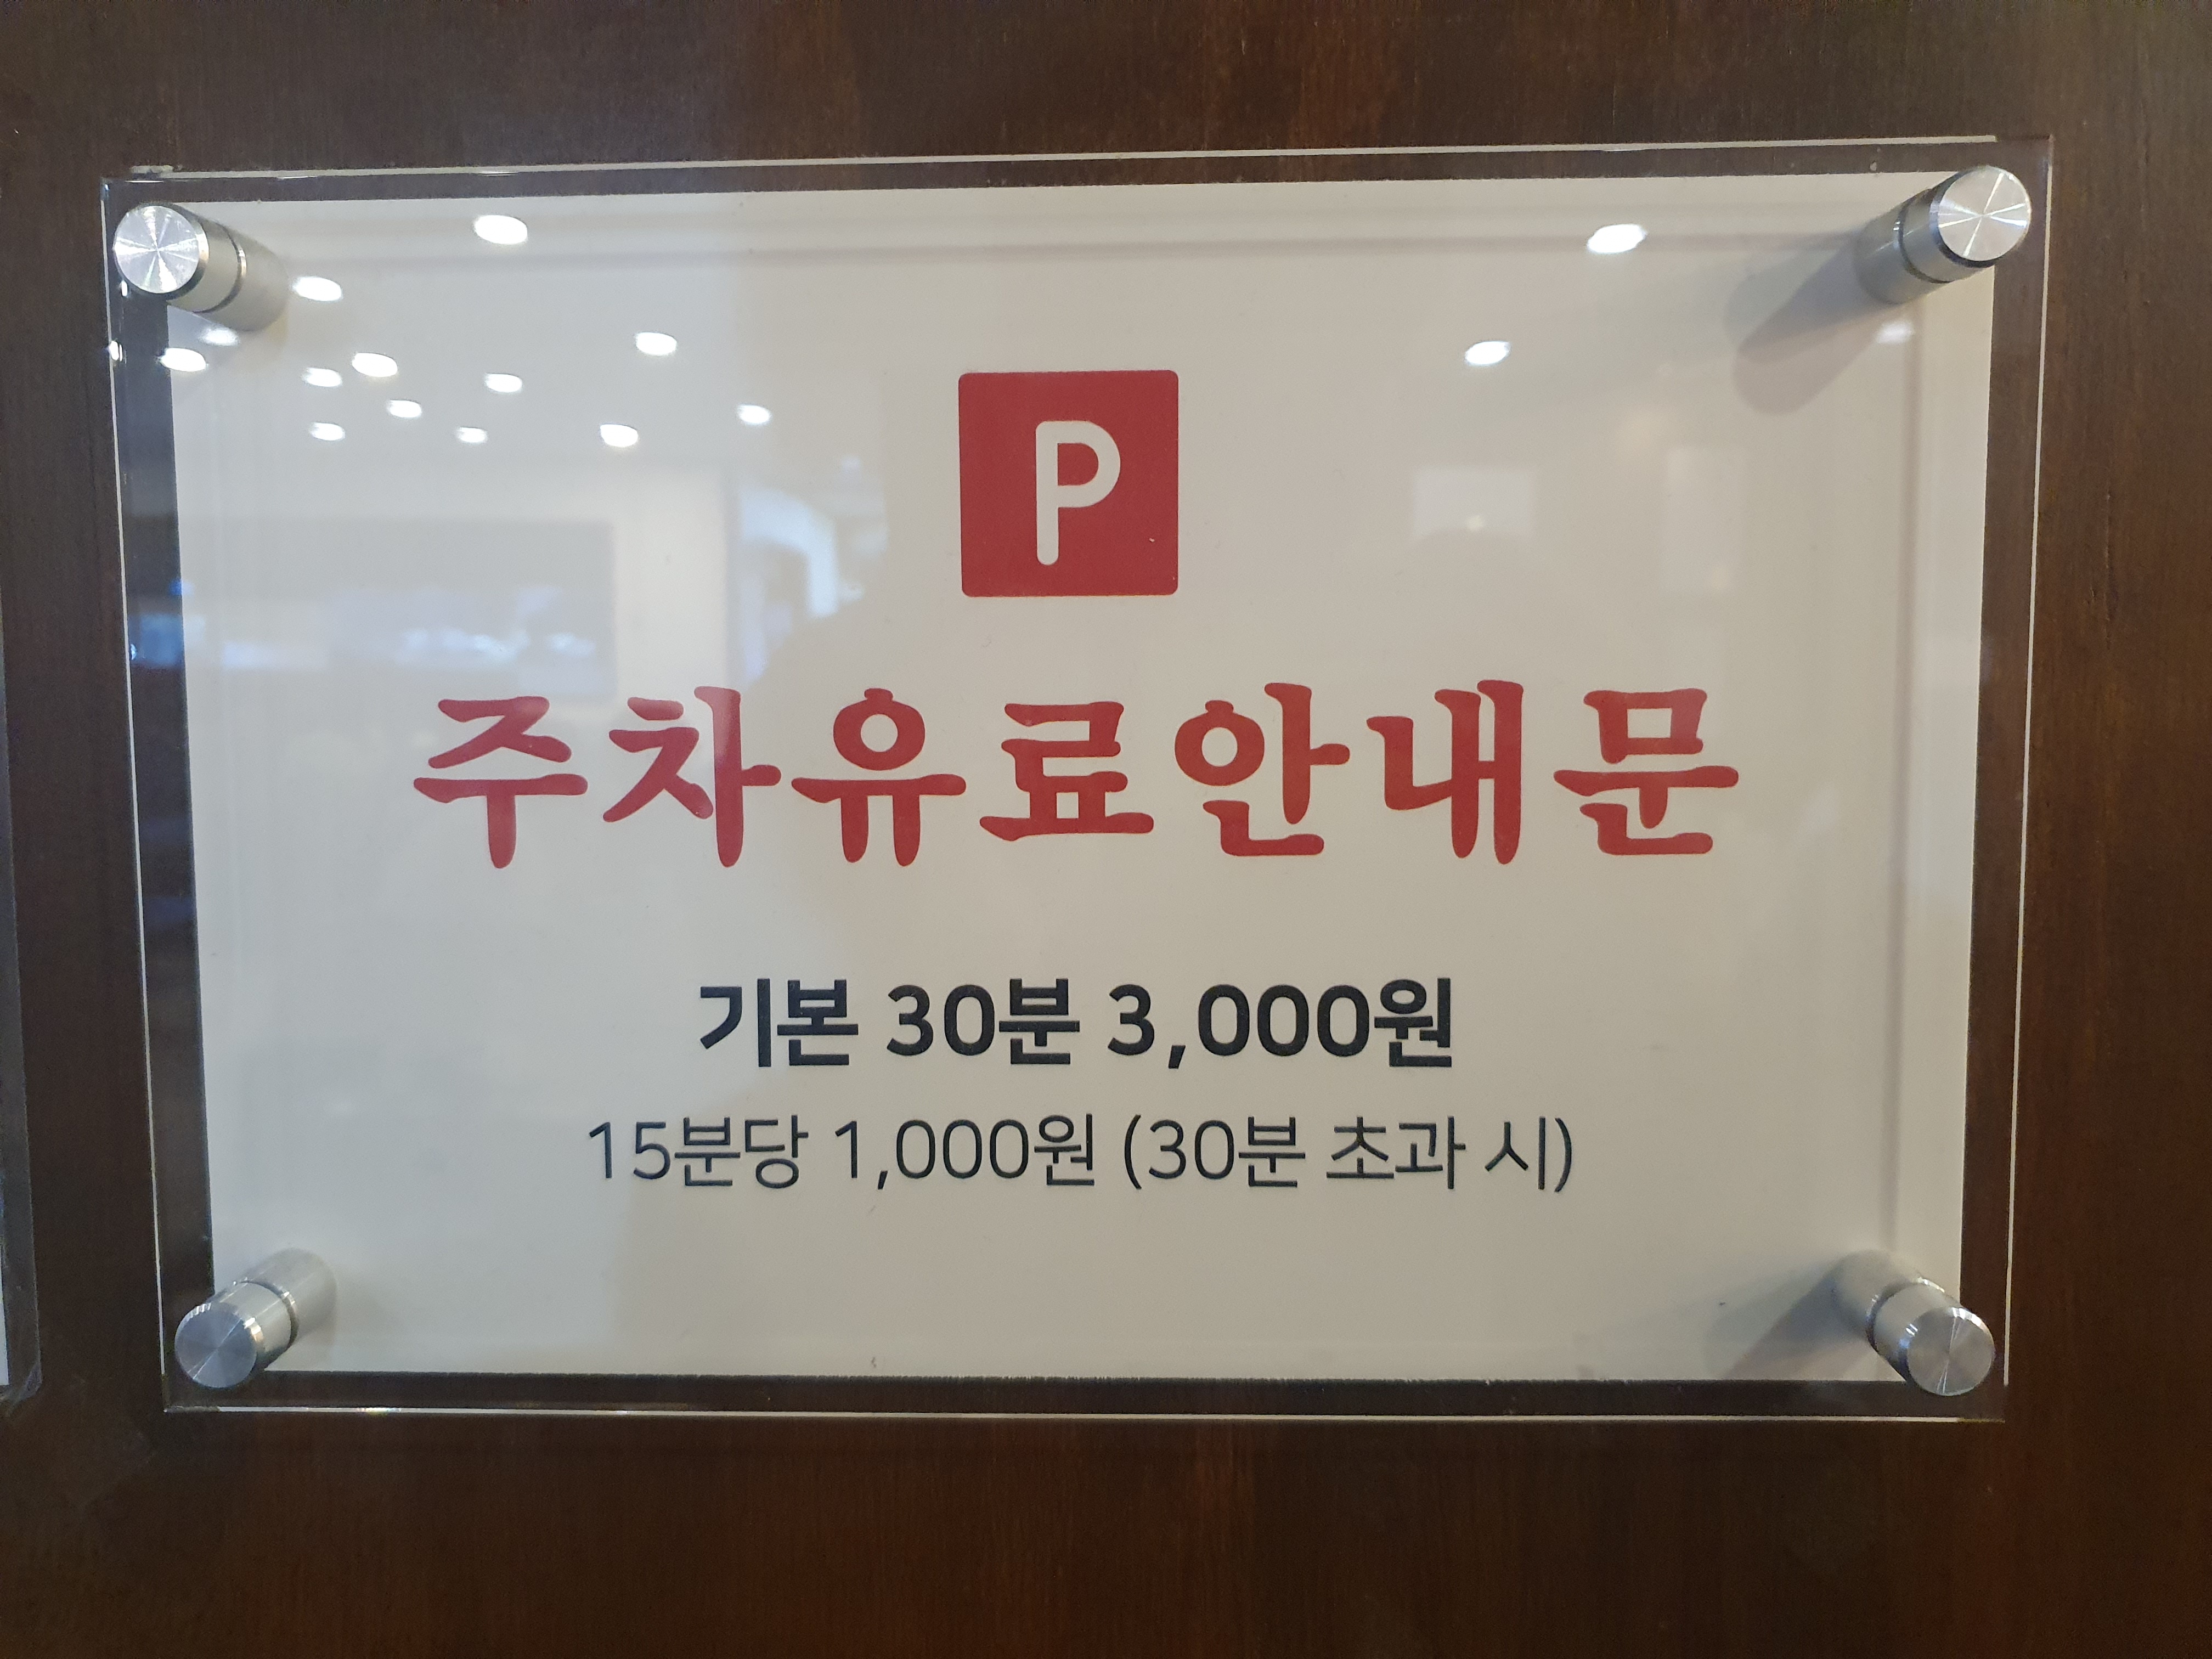 P
주차유료안내문
기본 30분 3,000원
15분당 1,000원 (30분 초과 시)